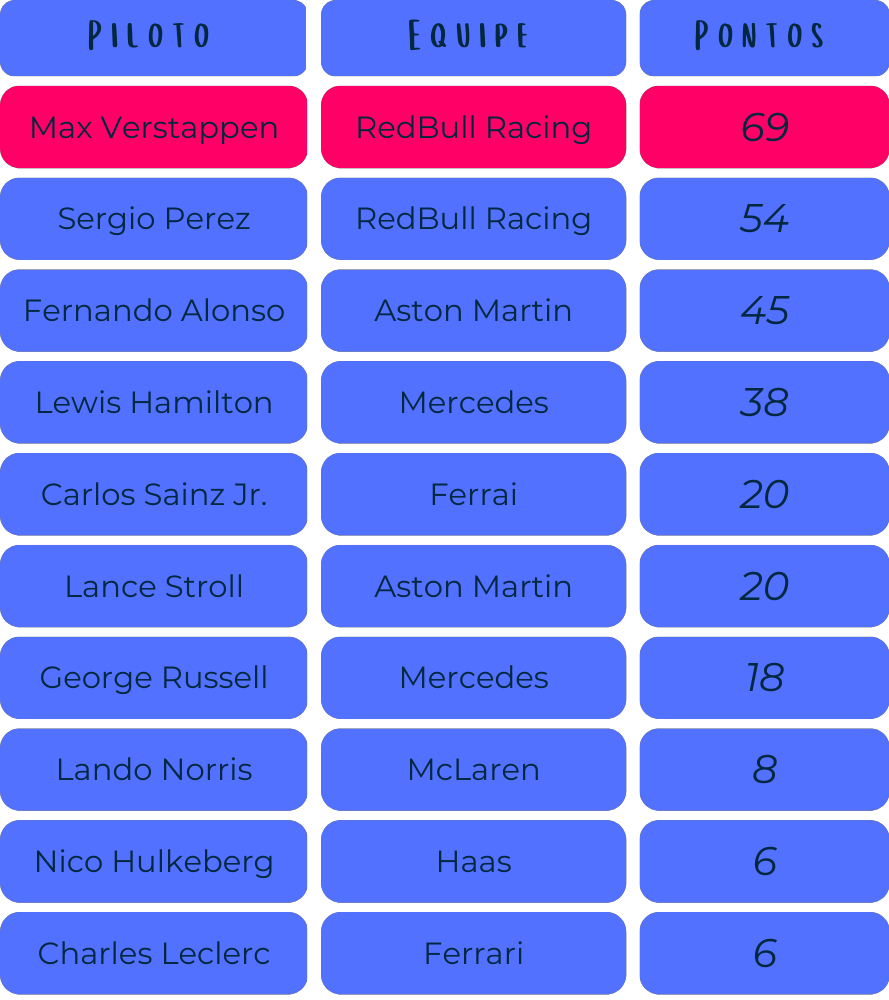 Piloto Equipe Pontos
Max Verstappen RedBull Racing 69
Sergio Perez RedBull Racing 54
Fernando Alonso Aston Martin 45
Lewis Hamilton Mercedes 38
Carlos Sainz Jr. Ferrai 20
Lance Stroll Aston Martin 20
George Russell Mercedes 18
Lando Norris McLaren 8
Nico Hulkeberg Haas 6
Charles Leclerc Ferrari 6